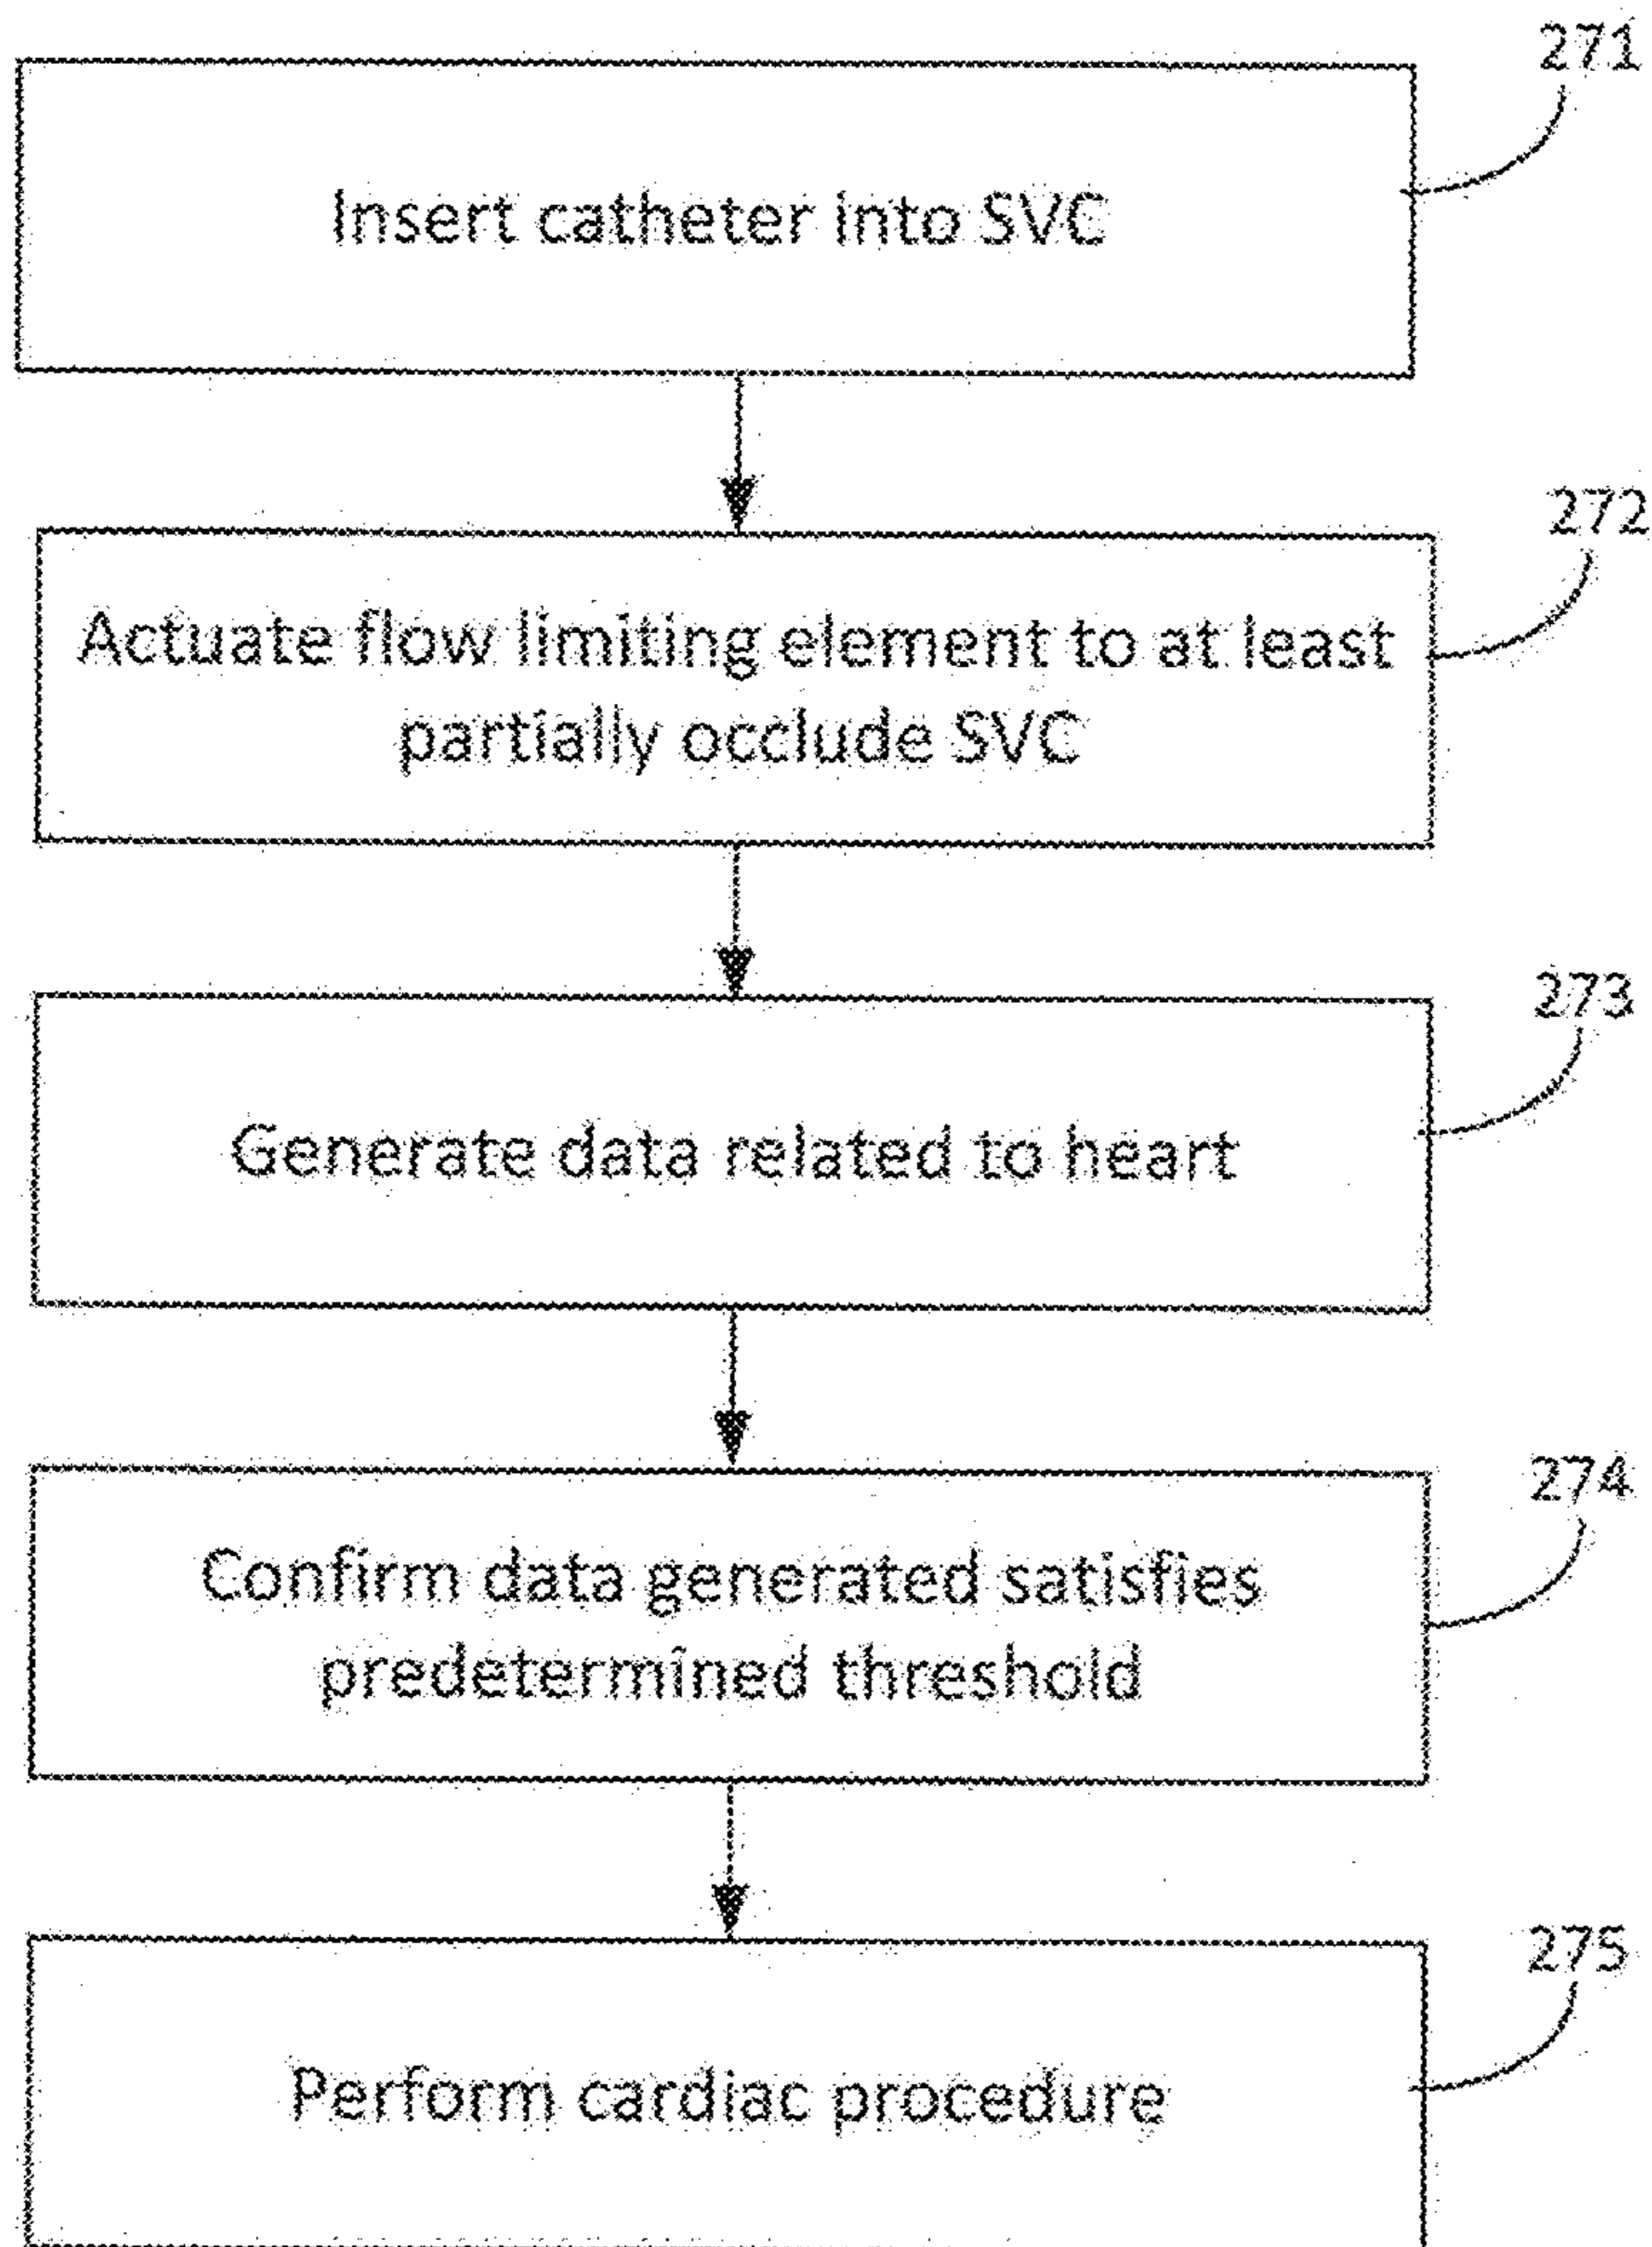 271
Insert catheter into SVC
272
Actuate flow limiting element to at least
partially occlude SVC
273
Generate data related to heart
274
Confirm data generated satisfies
predetermined threshold
275
Perform cardiac procedure